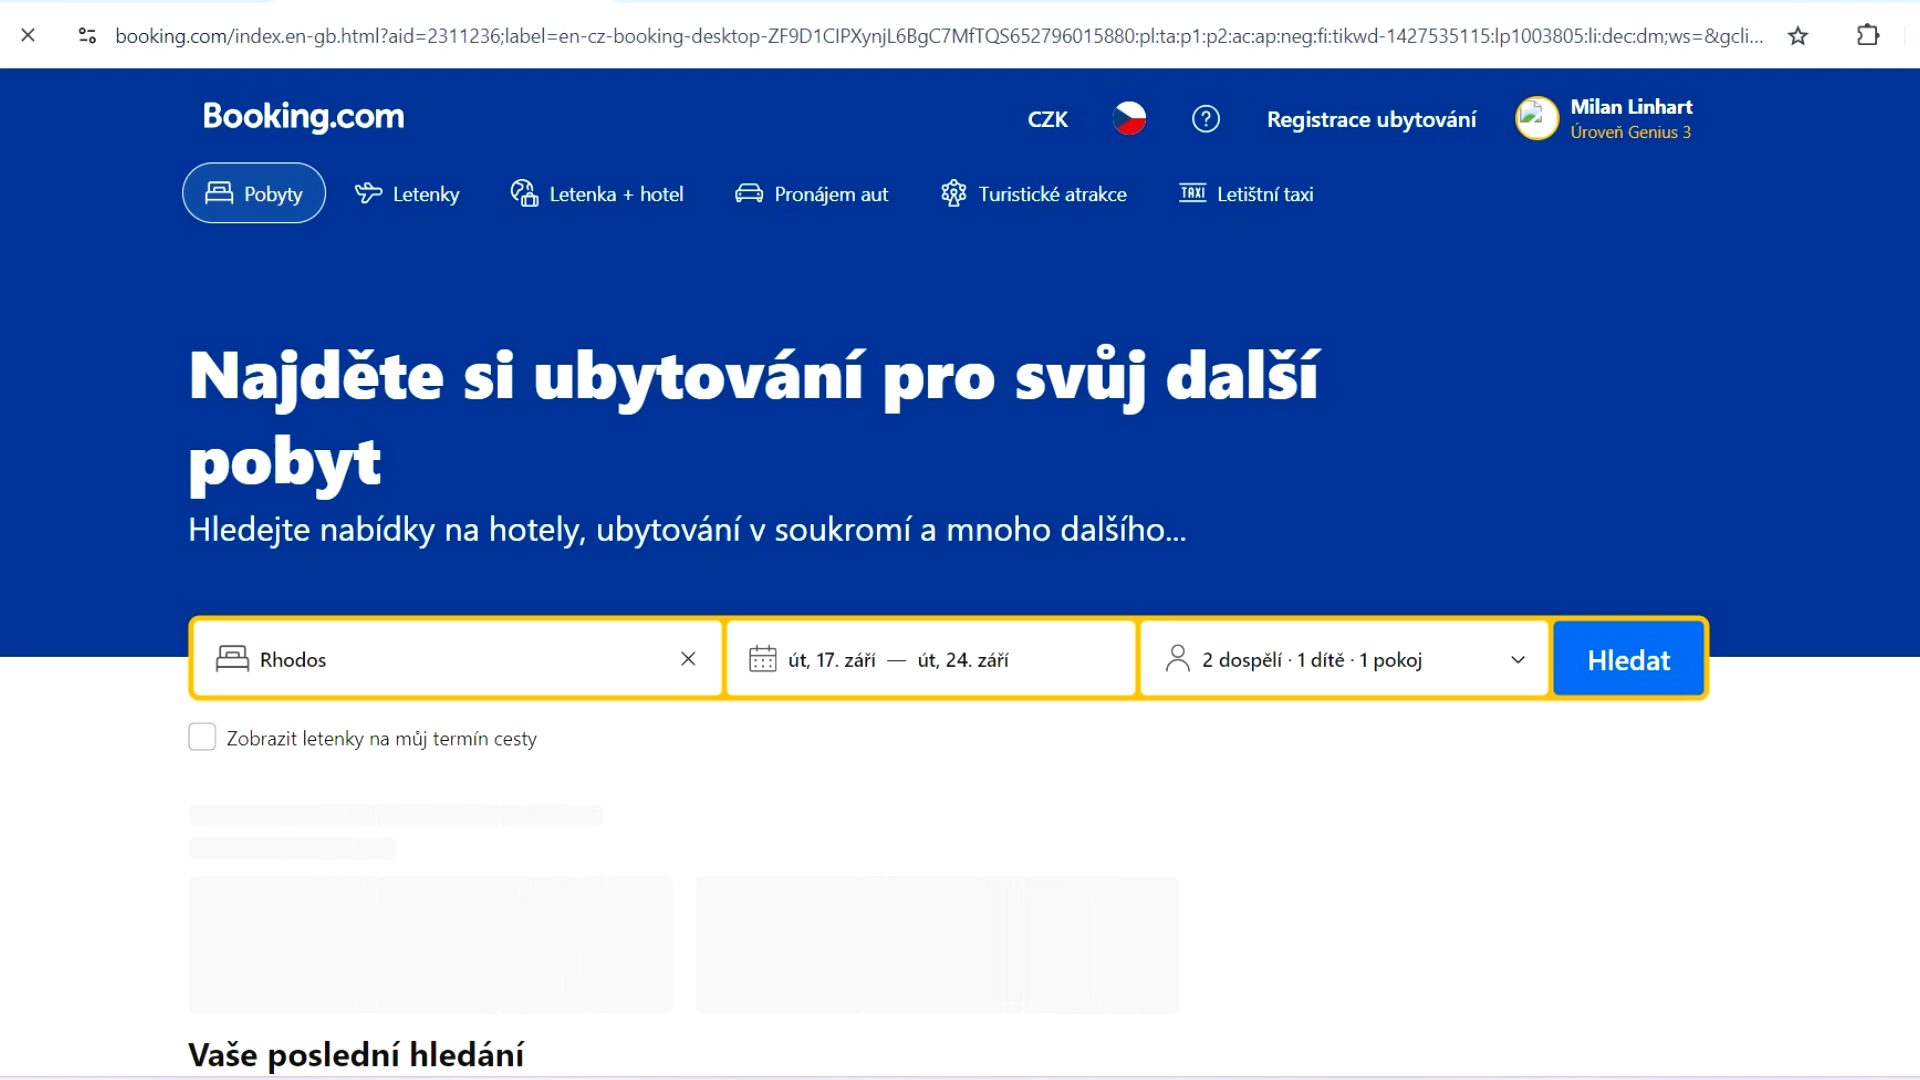 booking.com/index.en-gb.html?aid=2311236;label=en-cz-booking-desktop-ZF9D1CIPXynjL6BgC7MfTQS652796015880:pl:ta:p1:p2:ac:ap:neg:fi:tikwd-1427535115:lp1003805:li:dec:dm;ws=&gcli...
Booking.com
CZK
?
Registrace ubytování
Milan Linhart
Úroveň Genius 3
Pobyty
Letenky
Letenka + hotel
Pronájem aut
Turistické atrakce
TAXI
Letištní taxi
Najděte si ubytování pro svůj další
pobyt
Hledejte nabídky na hotely, ubytování v soukromí a mnoho dalšího...
Rhodos
út, 17. září — út, 24. září
2 dospělí · 1 dítě · 1 pokoj
Hledat
Zobrazit letenky na můj termín cesty
Vaše poslední hledání